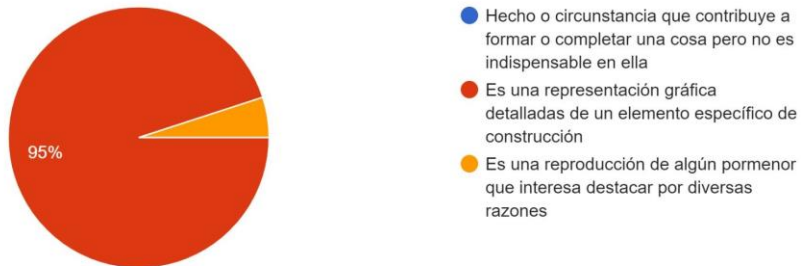 Hecho o circunstancia que contribuye a
formar o completar una cosa pero no es
indispensable en ella
Es una representación gráfica
detalladas de un elemento específico de
construcción
Es una reproducción de algún pormenor
que interesa destacar por diversas
razones
95%